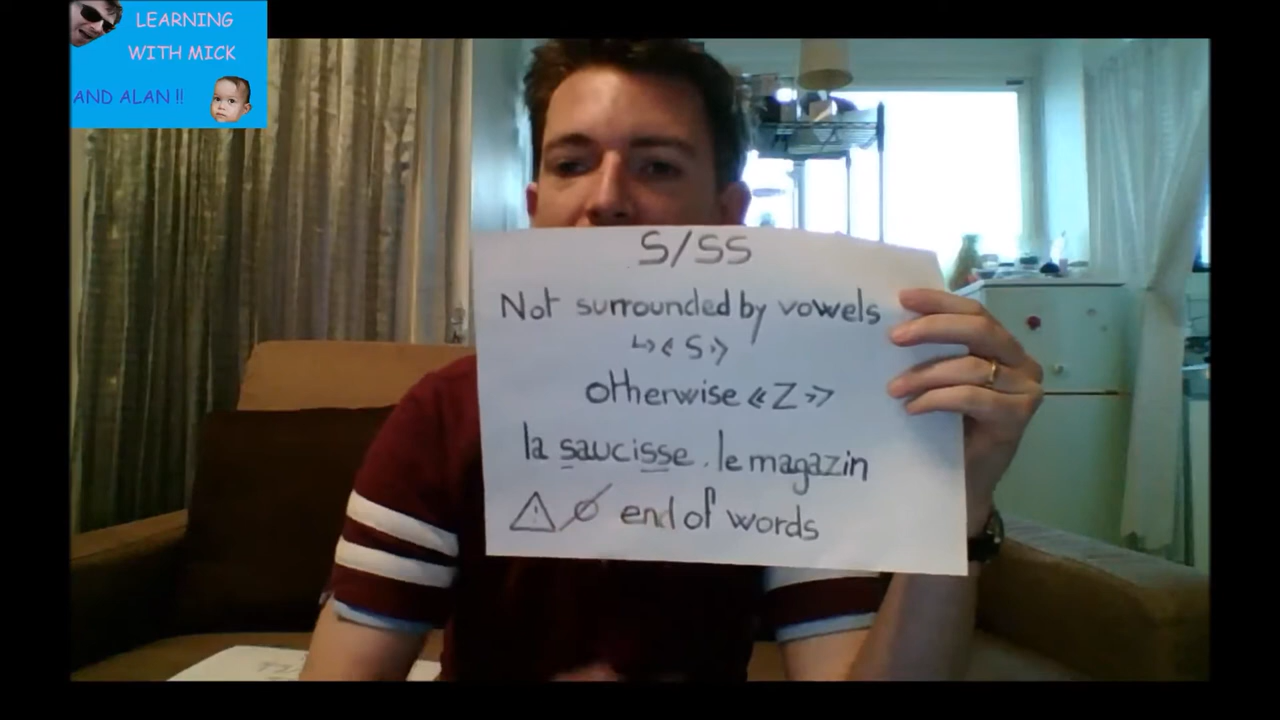 LEARNING
WITH MICK
AND ALAN !!
S/SS
Not surrounded by vowels
↳ « S »
otherwise « Z »
la saucisse . le magazin
⚠ Ø end of words